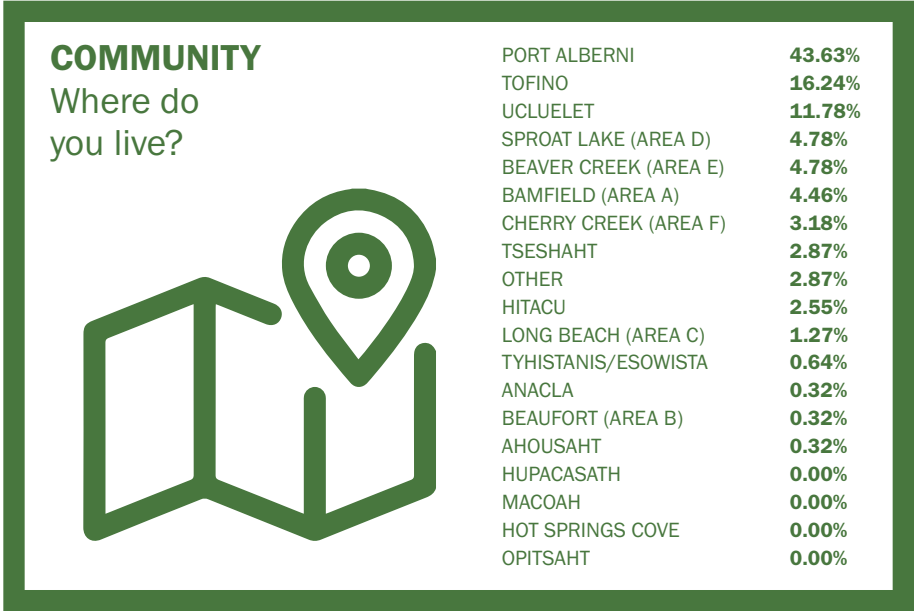 COMMUNITY
Where do
you live?
PORT ALBERNI 43.63%
TOFINO 16.24%
UCLUELET 11.78%
SPROAT LAKE (AREA D) 4.78%
BEAVER CREEK (AREA E) 4.78%
BAMFIELD (AREA A) 4.46%
CHERRY CREEK (AREA F) 3.18%
TSESHAHT 2.87%
OTHER 2.87%
HITACU 2.55%
LONG BEACH (AREA C) 1.27%
TYHISTANIS/ESOWISTA 0.64%
ANACLA 0.32%
BEAUFORT (AREA B) 0.32%
AHOUSAHT 0.32%
HUPACASATH 0.00%
MACOAH 0.00%
HOT SPRINGS COVE 0.00%
OPITSAHT 0.00%